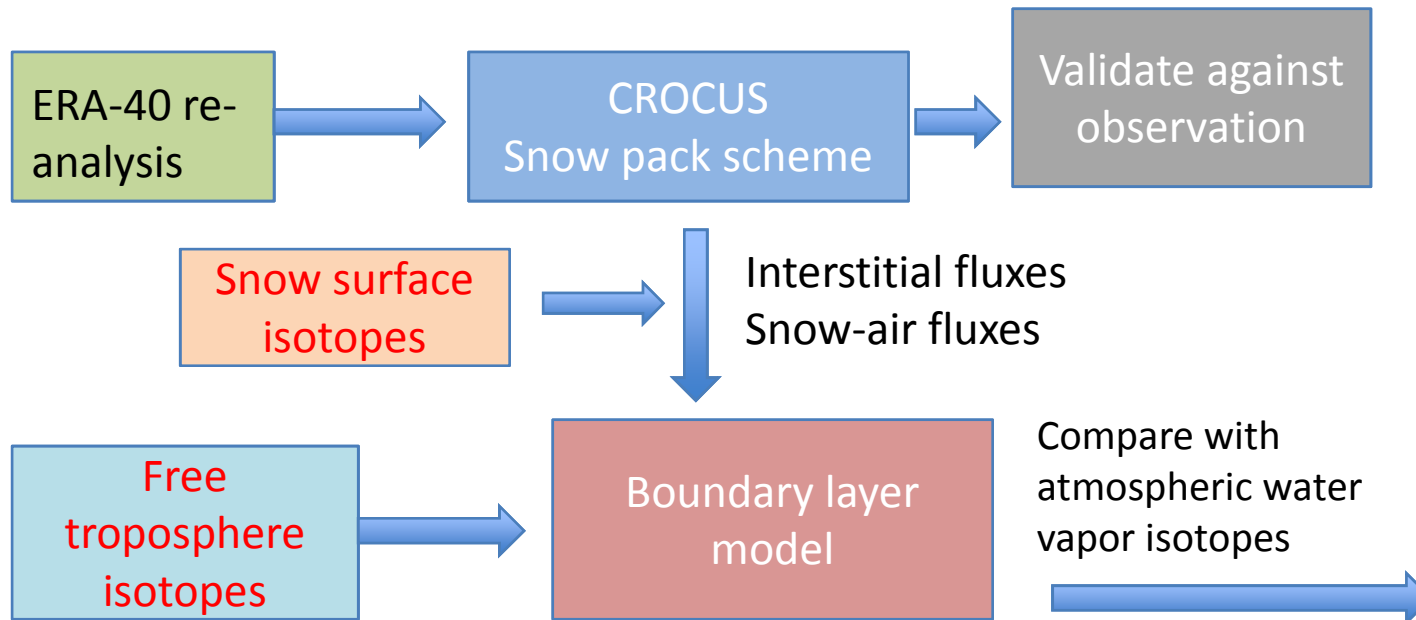 ERA-40 re-
analysis
CROCUS
Snow pack scheme
Validate against
observation
Snow surface
isotopes
Interstitial fluxes
Snow-air fluxes
Free
troposphere
isotopes
Boundary layer
model
Compare with
atmospheric water
vapor isotopes